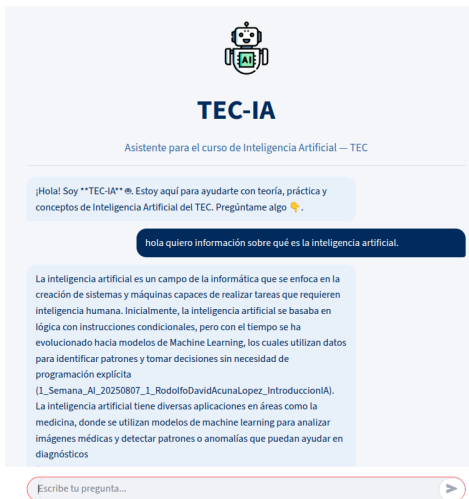 AI
TEC-IA
Asistente para el curso de Inteligencia Artificial — TEC
¡Hola! Soy **TEC-IA** 🤖. Estoy aquí para ayudarte con teoría, práctica y
conceptos de Inteligencia Artificial del TEC. Pregúntame algo 👇.
hola quiero información sobre qué es la inteligencia artificial.
La inteligencia artificial es un campo de la informática que se enfoca en la
creación de sistemas y máquinas capaces de realizar tareas que requieren
inteligencia humana. Inicialmente, la inteligencia artificial se basaba en
lógica con instrucciones condicionales, pero con el tiempo se ha
evolucionado hacia modelos de Machine Learning, los cuales utilizan datos
para identificar patrones y tomar decisiones sin necesidad de
programación explícita
(1_Semana_AI_20250807_1_RodolfoDavidAcunaLopez_IntroduccionIA).
La inteligencia artificial tiene diversas aplicaciones en áreas como la
medicina, donde se utilizan modelos de machine learning para analizar
imágenes médicas y detectar patrones o anomalías que puedan ayudar en
diagnósticos
Escribe tu pregunta...